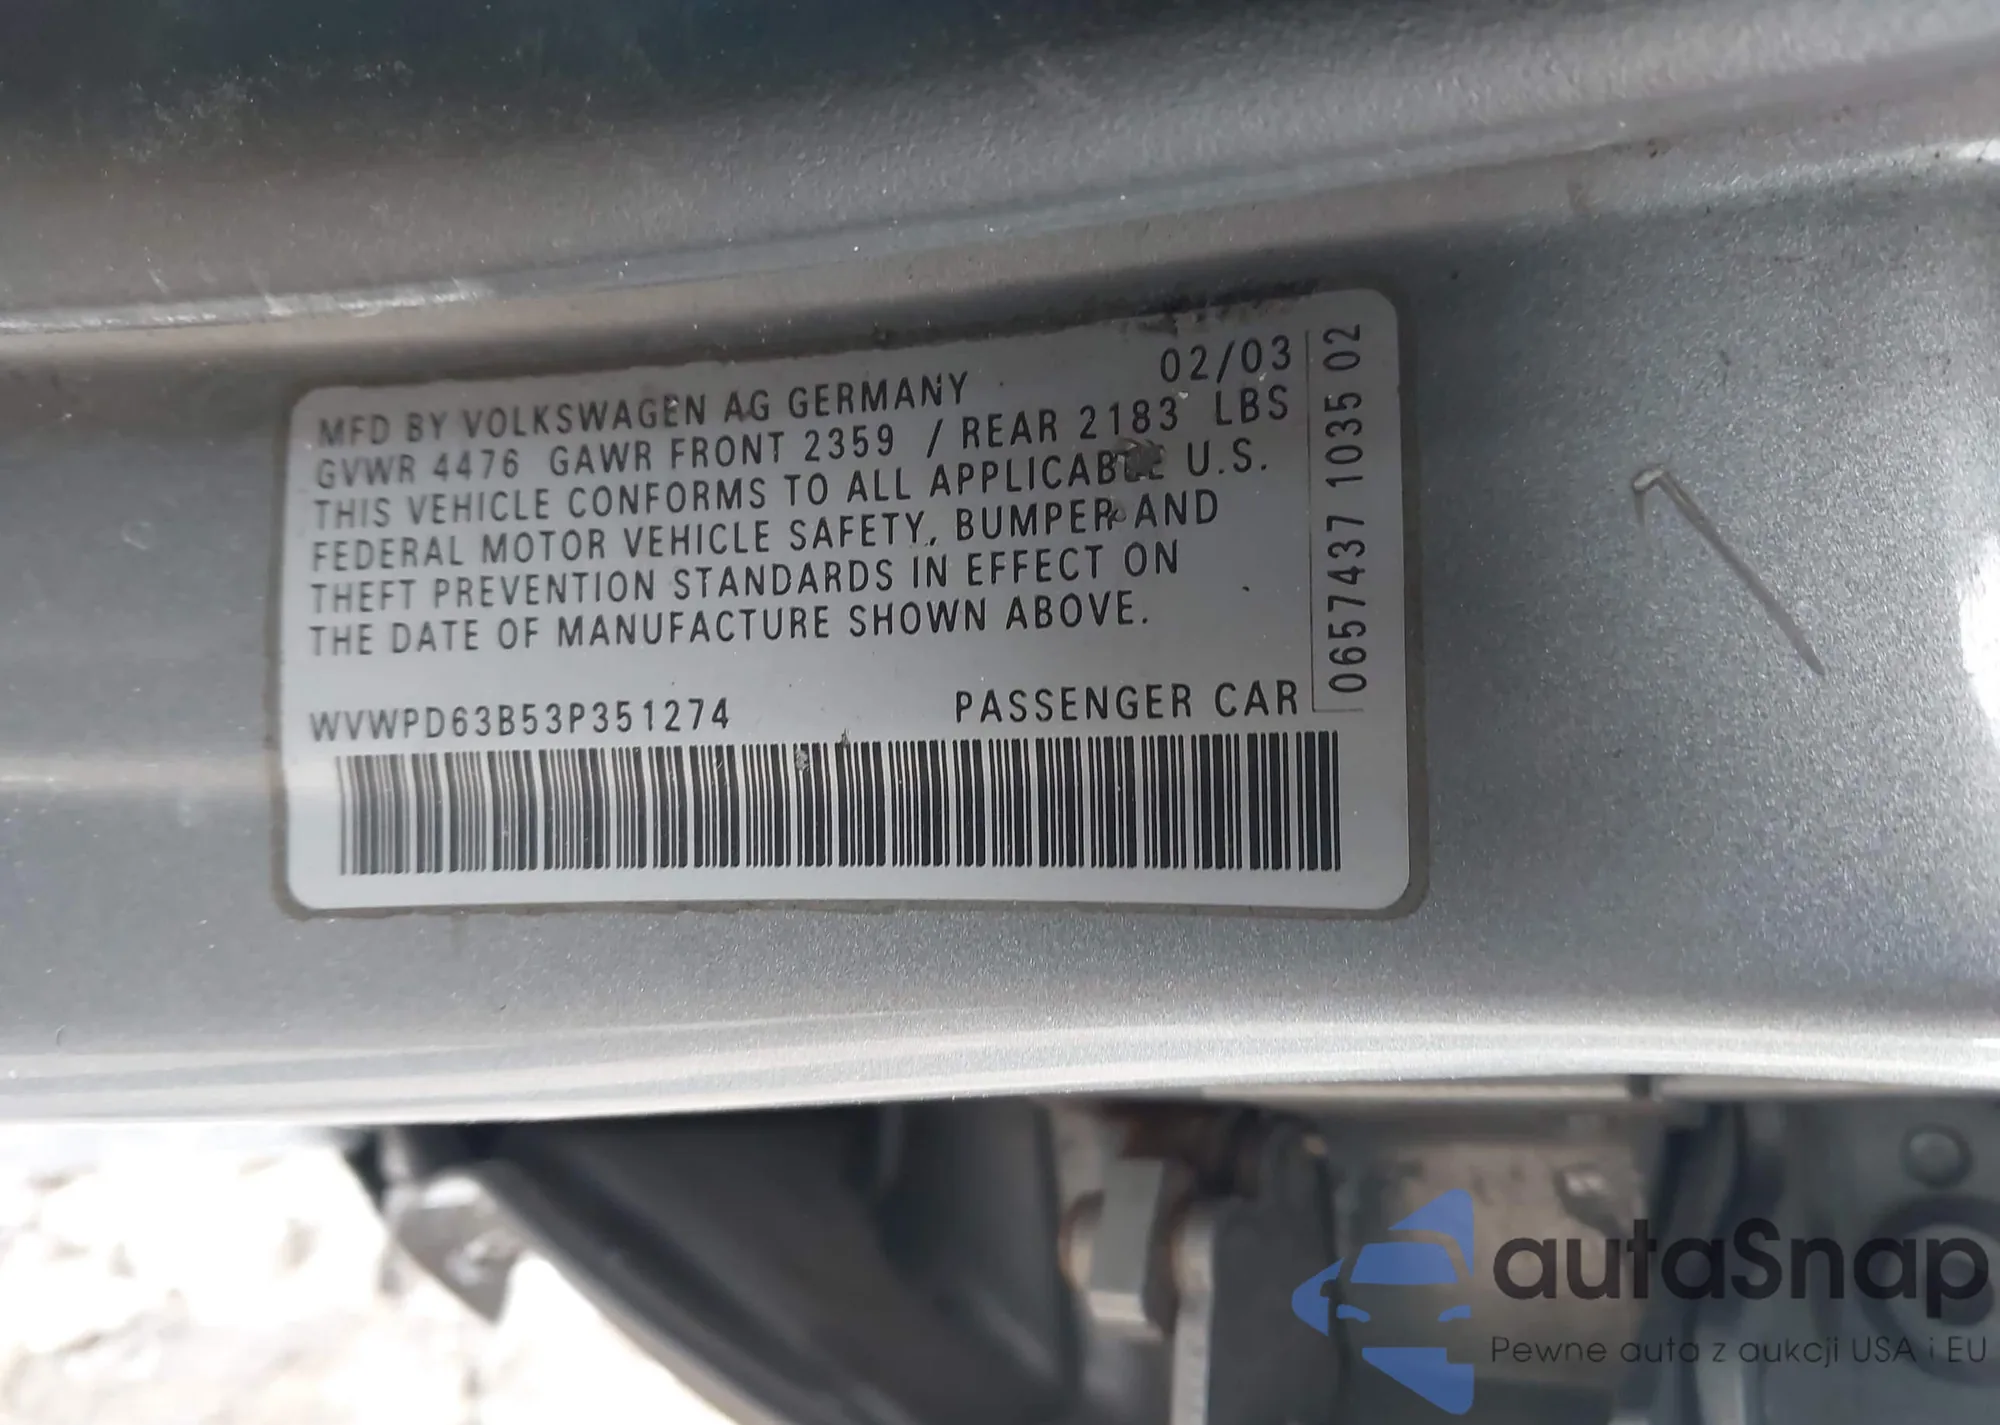 02/03
MFD BY VOLKSWAGEN AG GERMANY
GVWR 4476 GAWR FRONT 2359 / REAR 2183 LBS
THIS VEHICLE CONFORMS TO ALL APPLICABLE U.S.
FEDERAL MOTOR VEHICLE SAFETY, BUMPER AND
THEFT PREVENTION STANDARDS IN EFFECT ON
THE DATE OF MANUFACTURE SHOWN ABOVE.
WVWPD63B53P351274 PASSENGER CAR
0657437 1035 02
autaSnap
Pewne auta z aukcji USA i EU